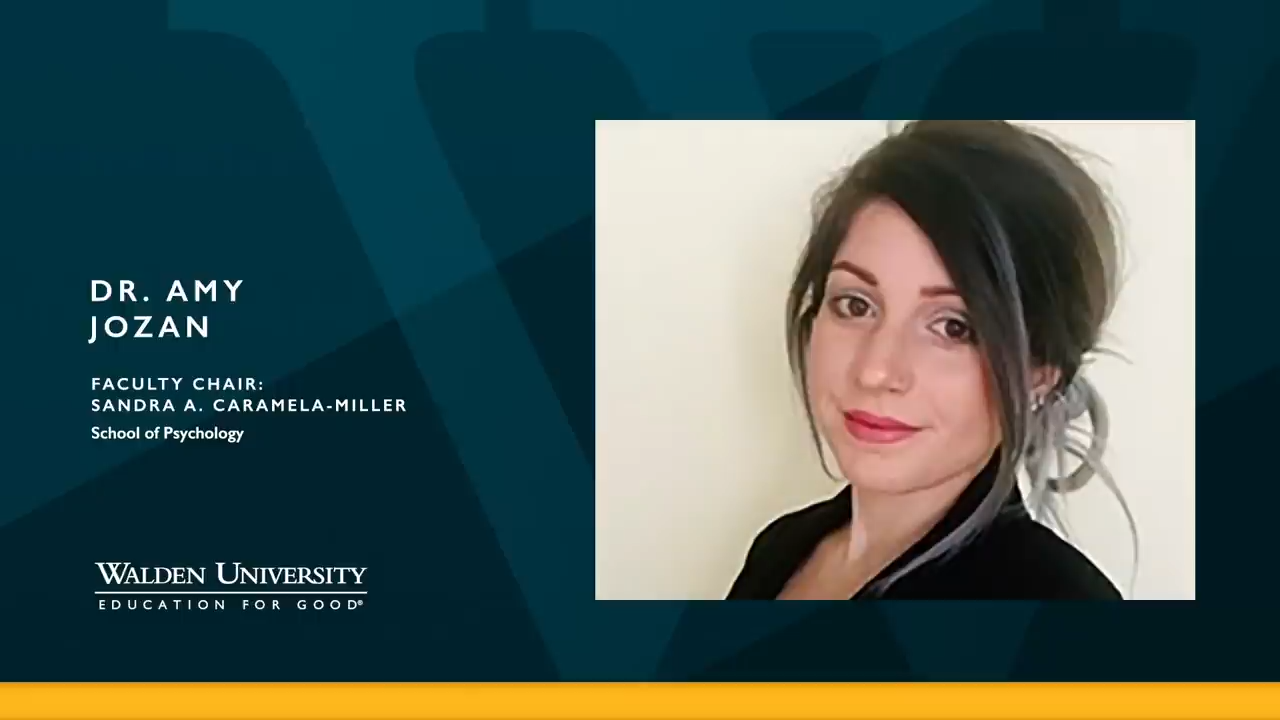 DR. AMY
JOZAN
FACULTY CHAIR:
SANDRA A. CARAMELA-MILLER
School of Psychology
WALDEN UNIVERSITY
EDUCATION FOR GOOD®